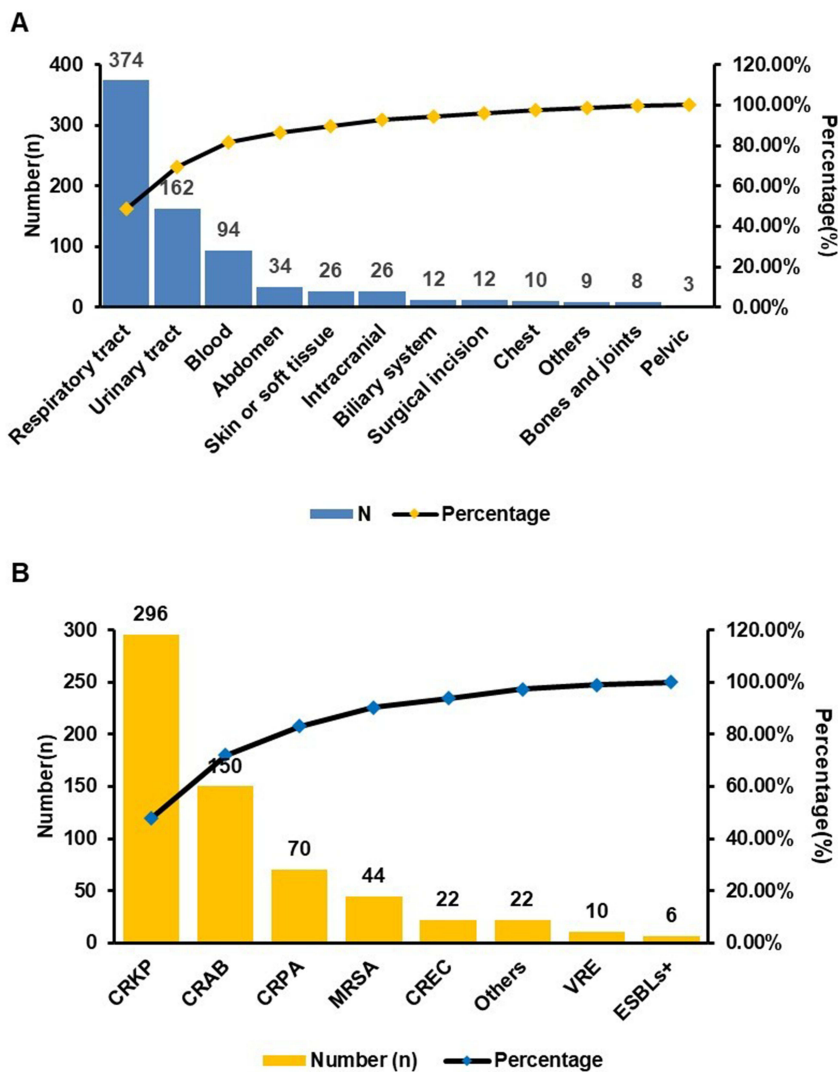 A
374
400 120.00%
100.00%
300
80.00%
162
200 60.00%
94
40.00%
100
34 26 26 12 12 10 9 8 3
20.00%
0 0.00%
Number(n)
Percentage(%)
Respiratory tract
Urinary tract
Blood
Abdomen
Skin or soft tissue
Intracranial
Biliary system
Surgical incision
Chest
Others
Bones and joints
Pelvic
N Percentage
B
296
300 120.00%
250 100.00%
200 80.00%
150
150 60.00%
70
100 40.00%
44
50 20.00%
22 22 10 6
0 0.00%
Number(n)
Percentage(%)
CRKP
CRAB
CRPA
MRSA
CREC
Others
VRE
ESBLs+
Number (n) Percentage